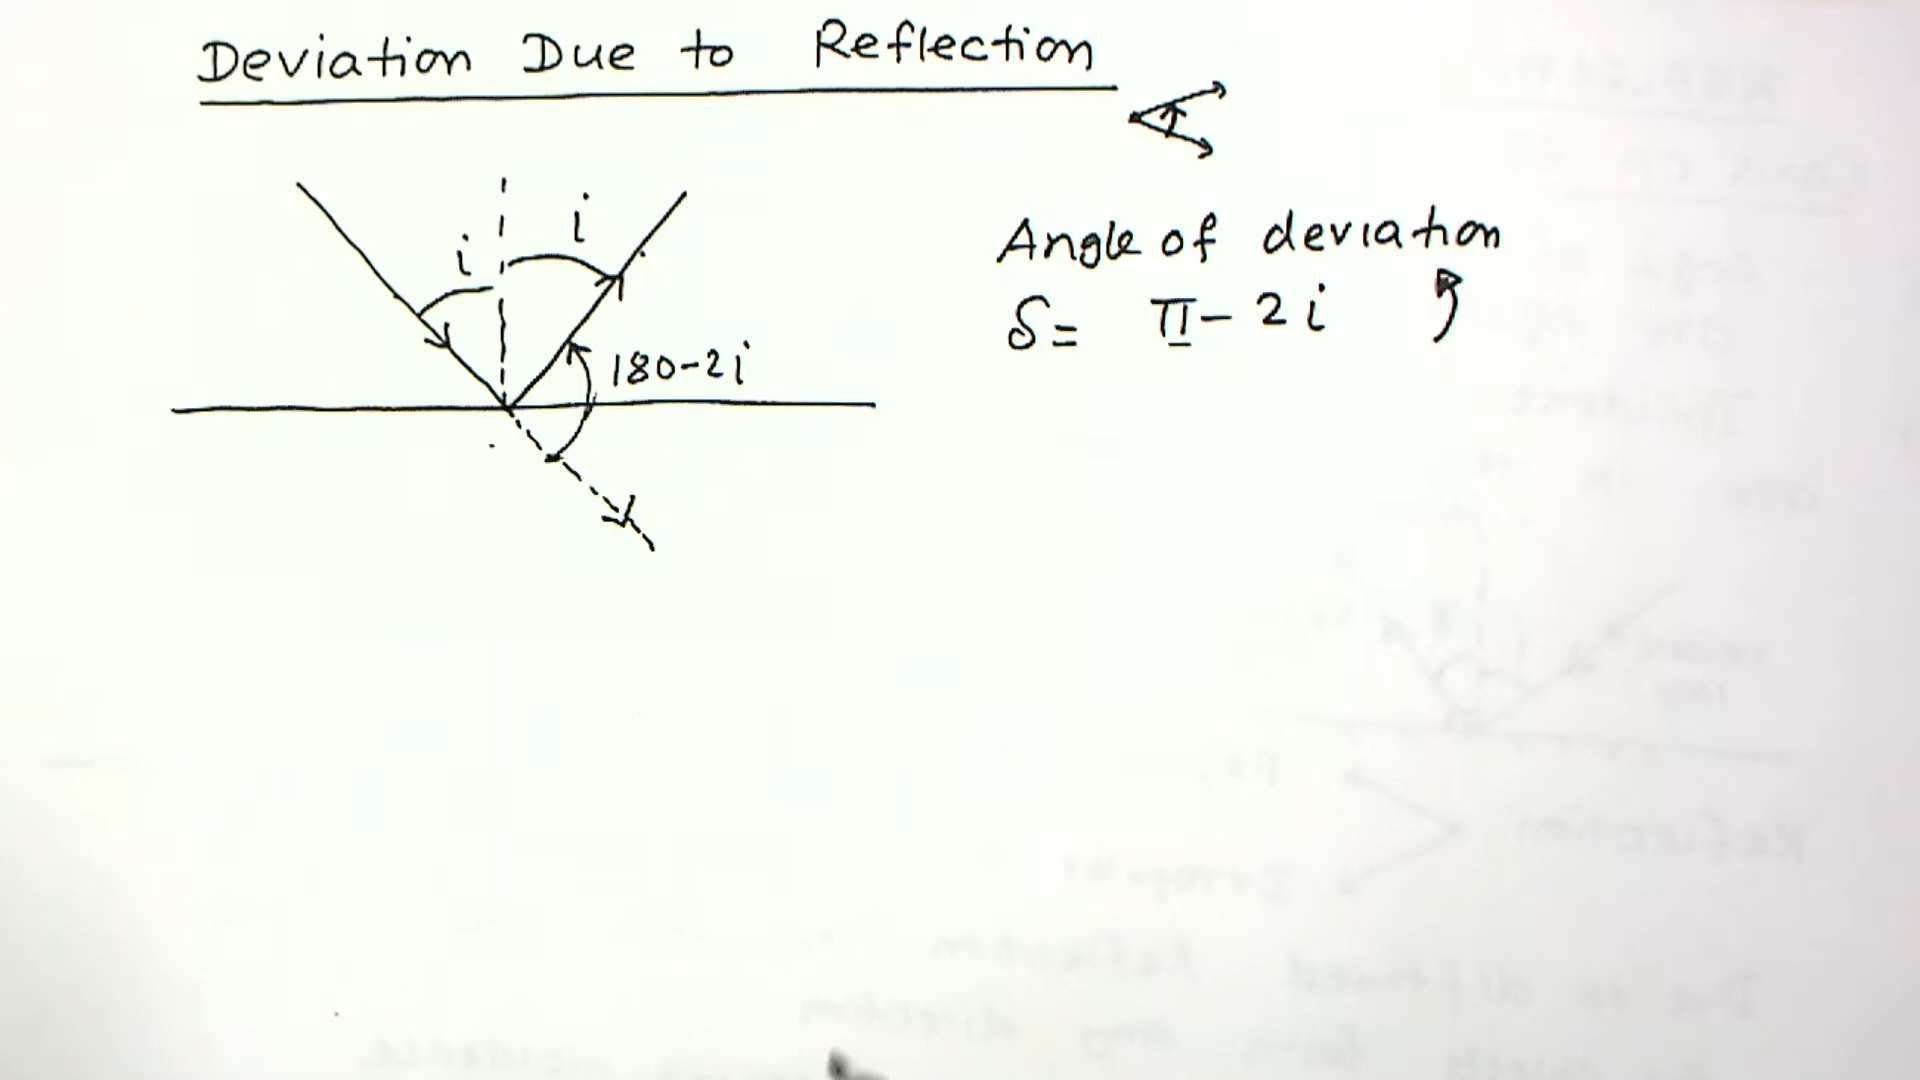 Deviation Due to Reflection
i
i
180-2i
Angle of deviation
δ= π- 2i